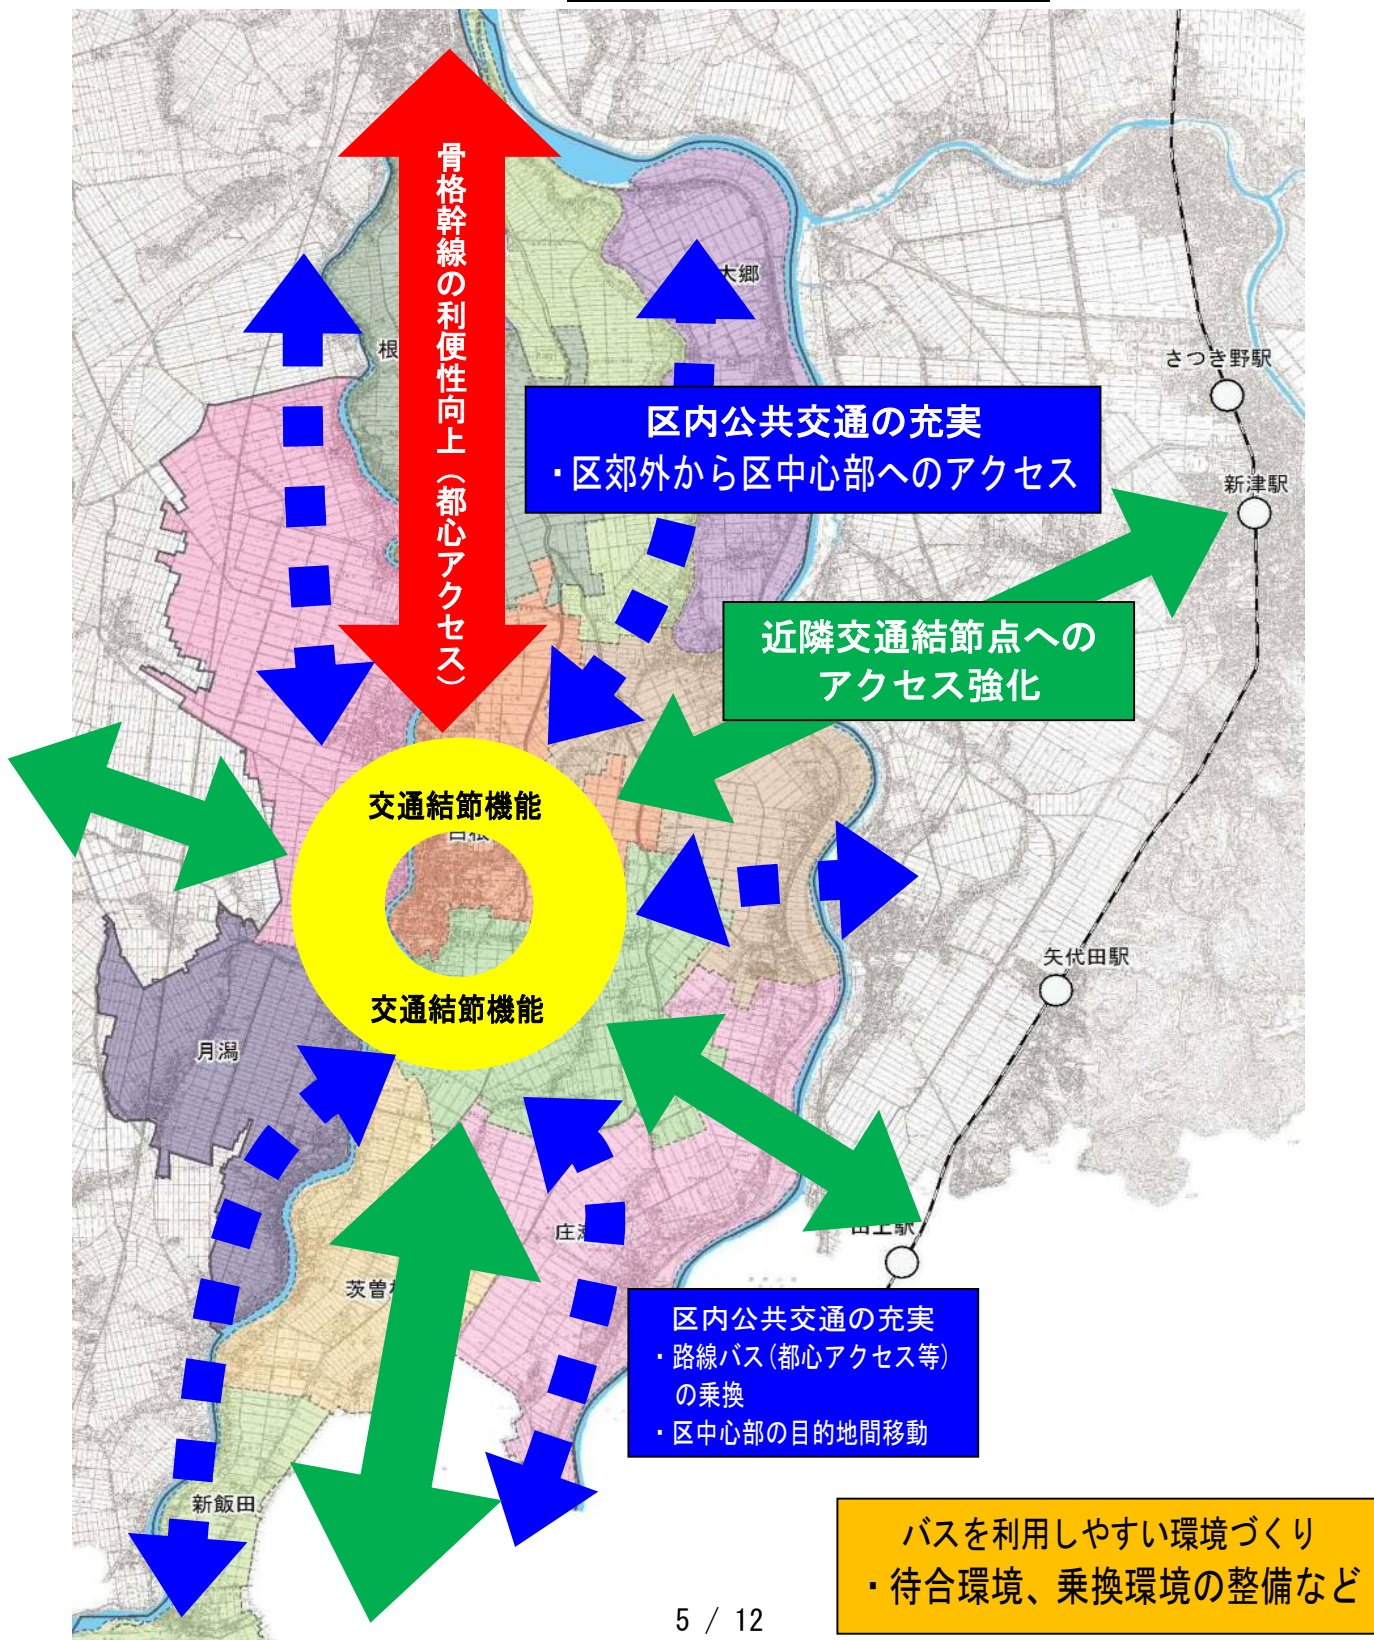 骨格幹線の利便性向上（都心アクセス）
大郷
根
さつき野駅
区内公共交通の充実
・区郊外から区中心部へのアクセス
新津駅
近隣交通結節点への
アクセス強化
交通結節機能
白根
交通結節機能
矢代田駅
月潟
庄瀬
田上駅
茨曽根
区内公共交通の充実
・路線バス(都心アクセス等)
の乗換
・区中心部の目的地間移動
新飯田
バスを利用しやすい環境づくり
・待合環境、乗換環境の整備など
5 / 12